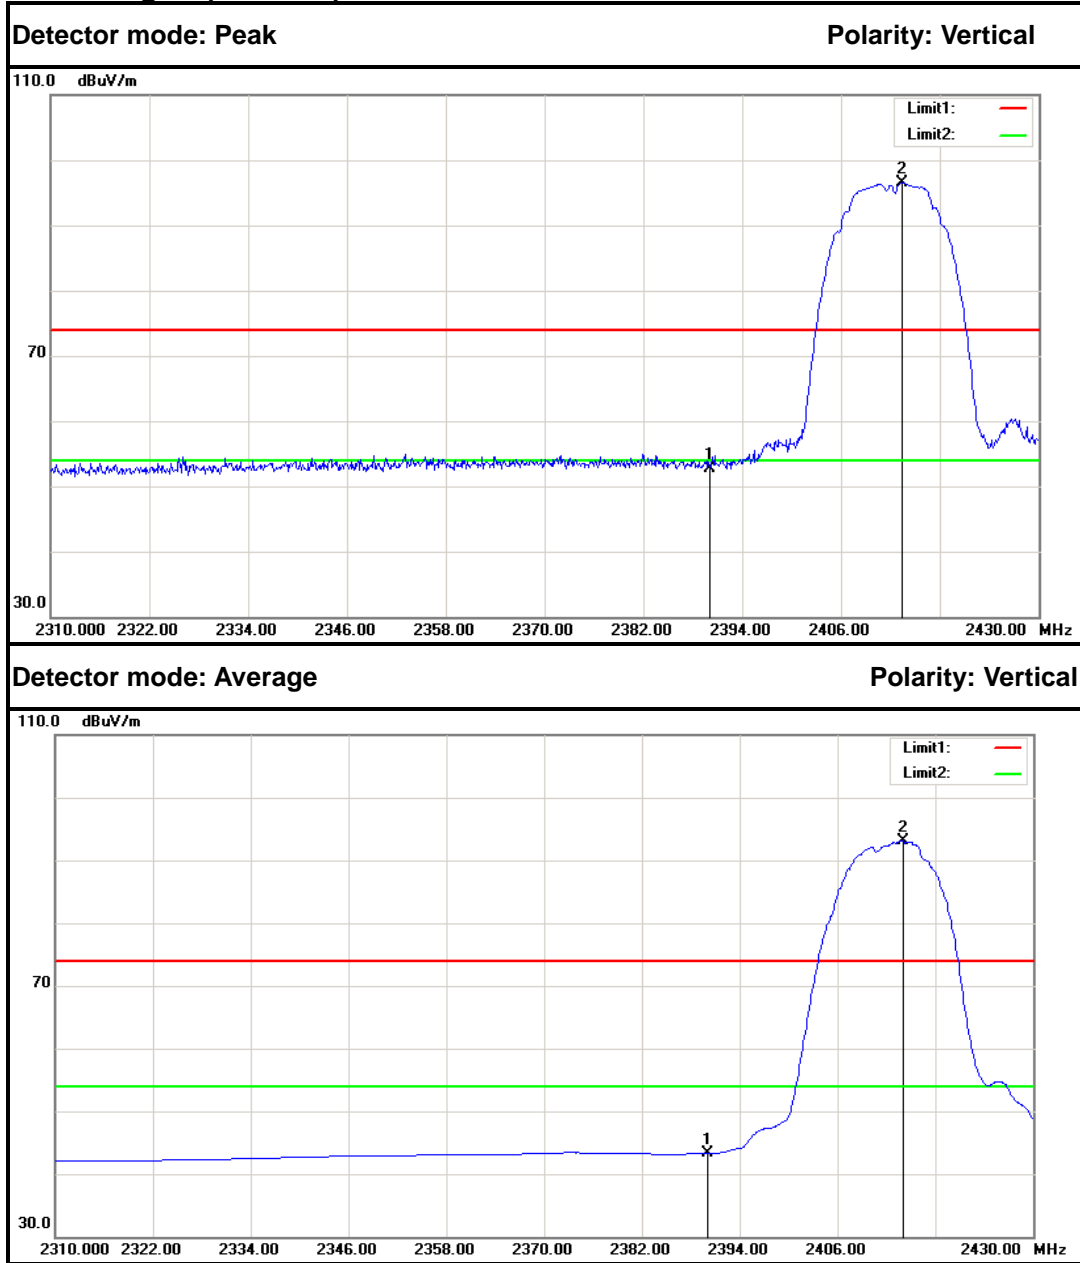 Detector mode: Peak Polarity: Vertical
110.0 dBuV/m
Limit1:
Limit2:
2
70
1
30.0
2310.000 2322.00 2334.00 2346.00 2358.00 2370.00 2382.00 2394.00 2406.00 2430.00 MHz
Detector mode: Average Polarity: Vertical
110.0 dBuV/m
Limit1:
Limit2:
2
70
1
30.0
2310.000 2322.00 2334.00 2346.00 2358.00 2370.00 2382.00 2394.00 2406.00 2430.00 MHz